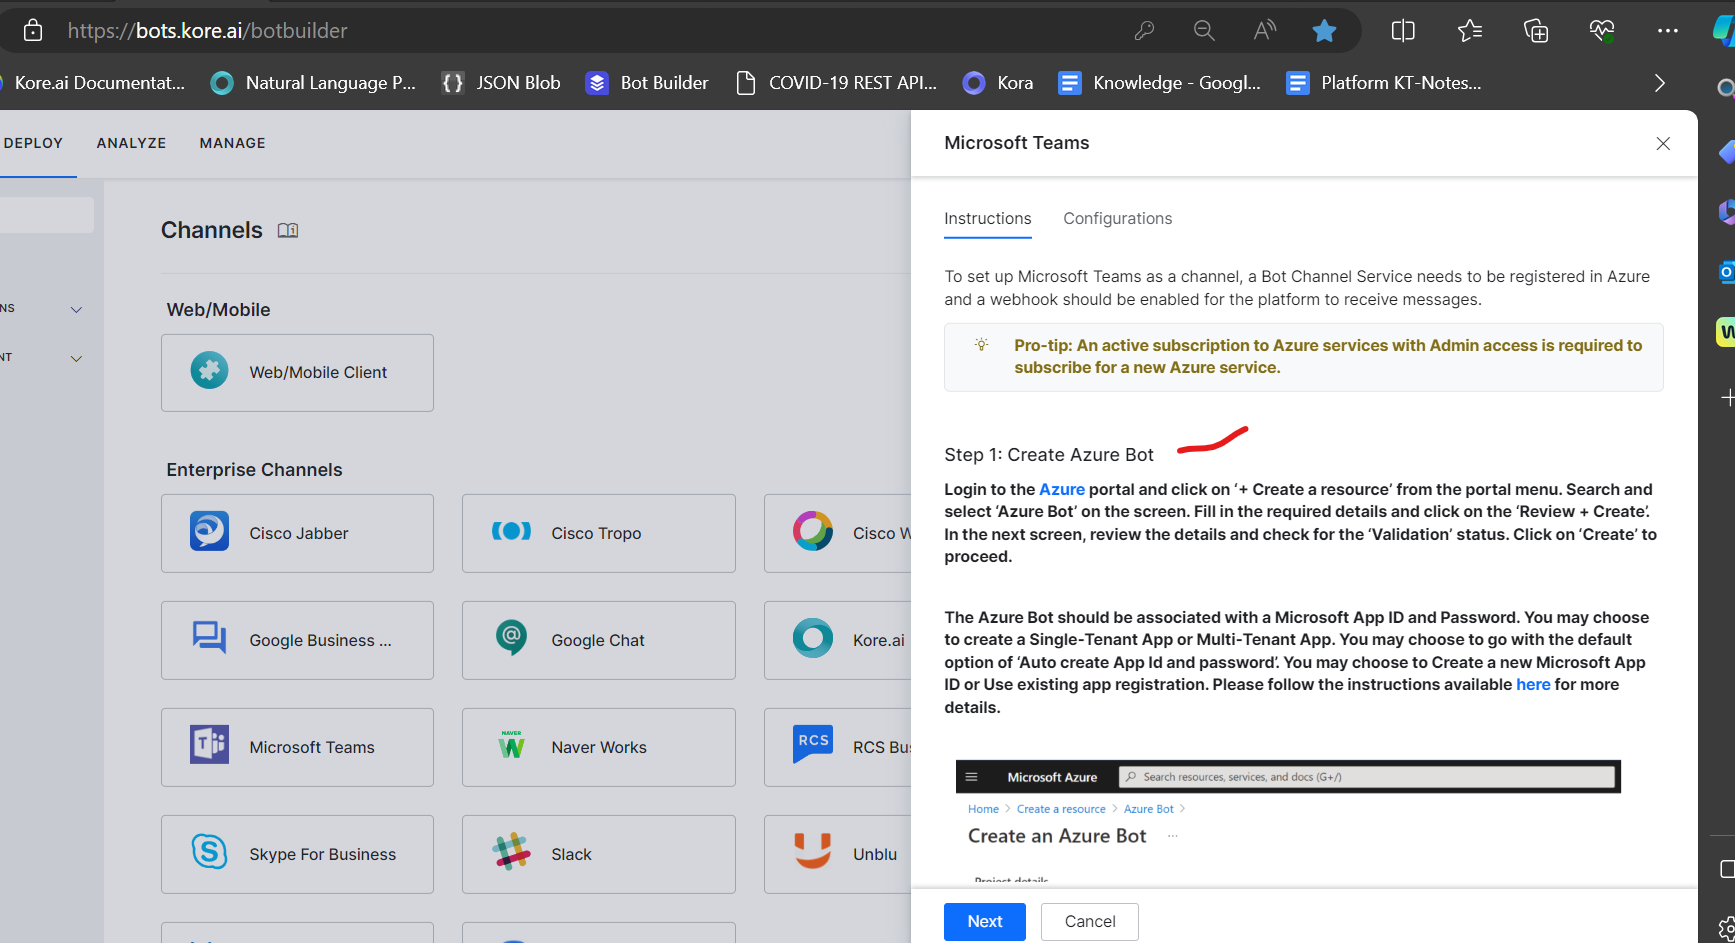 https://bots.kore.ai/botbuilder
Kore.ai Documentat...
Natural Language P...
JSON Blob
Bot Builder
COVID-19 REST API...
Kora
Knowledge - Googl...
Platform KT-Notes...
DEPLOY
ANALYZE
MANAGE
NS
NT
Channels
Web/Mobile
Web/Mobile Client
Enterprise Channels
Cisco Jabber
Cisco Tropo
Cisco W
Google Business ...
Google Chat
Kore.ai
Microsoft Teams
NAVER
Naver Works
RCS
RCS Bu
Skype For Business
Slack
Unblu
Microsoft Teams
Instructions
Configurations
To set up Microsoft Teams as a channel, a Bot Channel Service needs to be registered in Azure
and a webhook should be enabled for the platform to receive messages.
Pro-tip: An active subscription to Azure services with Admin access is required to
subscribe for a new Azure service.
Step 1: Create Azure Bot
Login to the Azure portal and click on ‘+ Create a resource’ from the portal menu. Search and
select ‘Azure Bot’ on the screen. Fill in the required details and click on the ‘Review + Create’.
In the next screen, review the details and check for the ‘Validation’ status. Click on ‘Create’ to
proceed.
The Azure Bot should be associated with a Microsoft App ID and Password. You may choose
to create a Single-Tenant App or Multi-Tenant App. You may choose to go with the default
option of ‘Auto create App Id and password’. You may choose to Create a new Microsoft App
ID or Use existing app registration. Please follow the instructions available here for more
details.
Microsoft Azure
Search resources, services, and docs (G+/)
Home > Create a resource > Azure Bot >
Create an Azure Bot ...
Project details
Next
Cancel